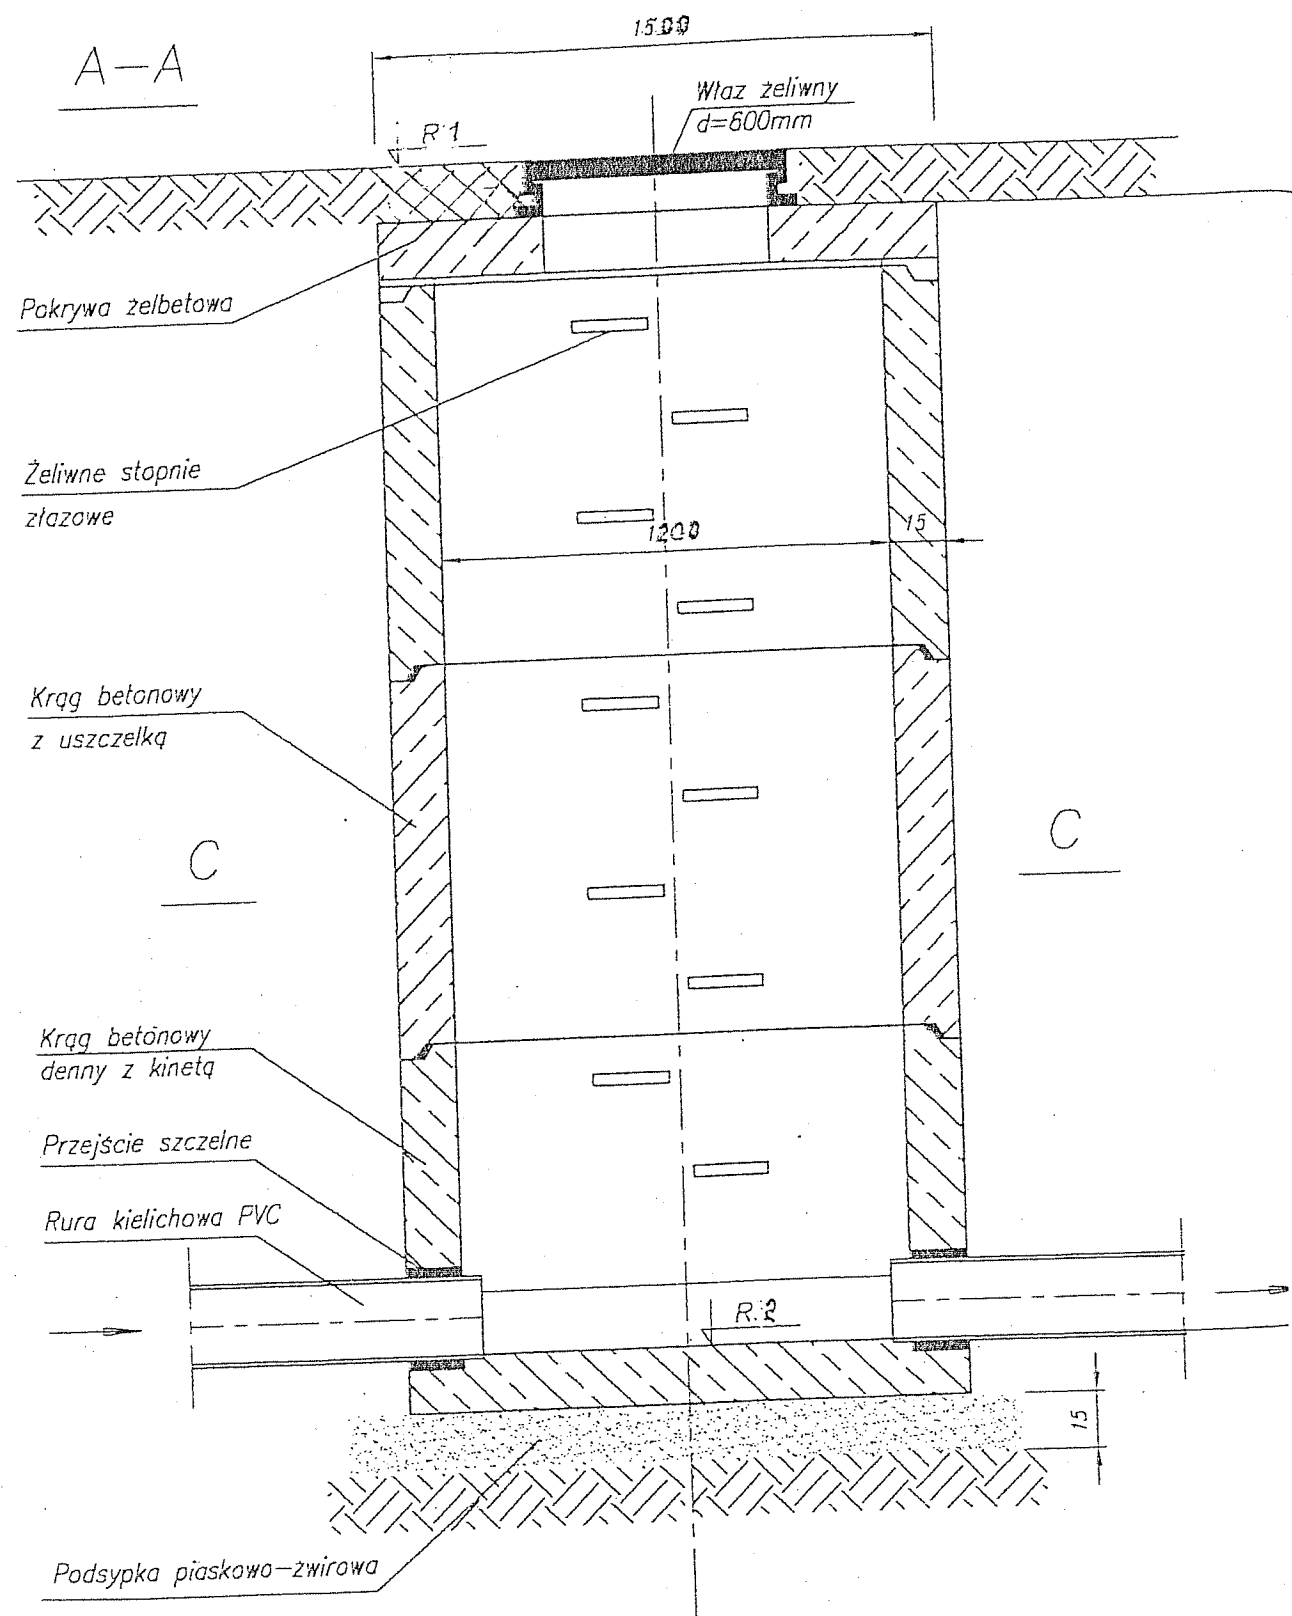 1500
A-A
Właz żeliwny
d=600mm
R.1
Pokrywa żelbetowa
Żeliwne stopnie
złazowe
1200
15
Krąg betonowy
z uszczelką
C
C
Krąg betonowy
denny z kinetą
Przejście szczelne
Rura kielichowa PVC
R.2
15
Podsypka piaskowo-żwirowa